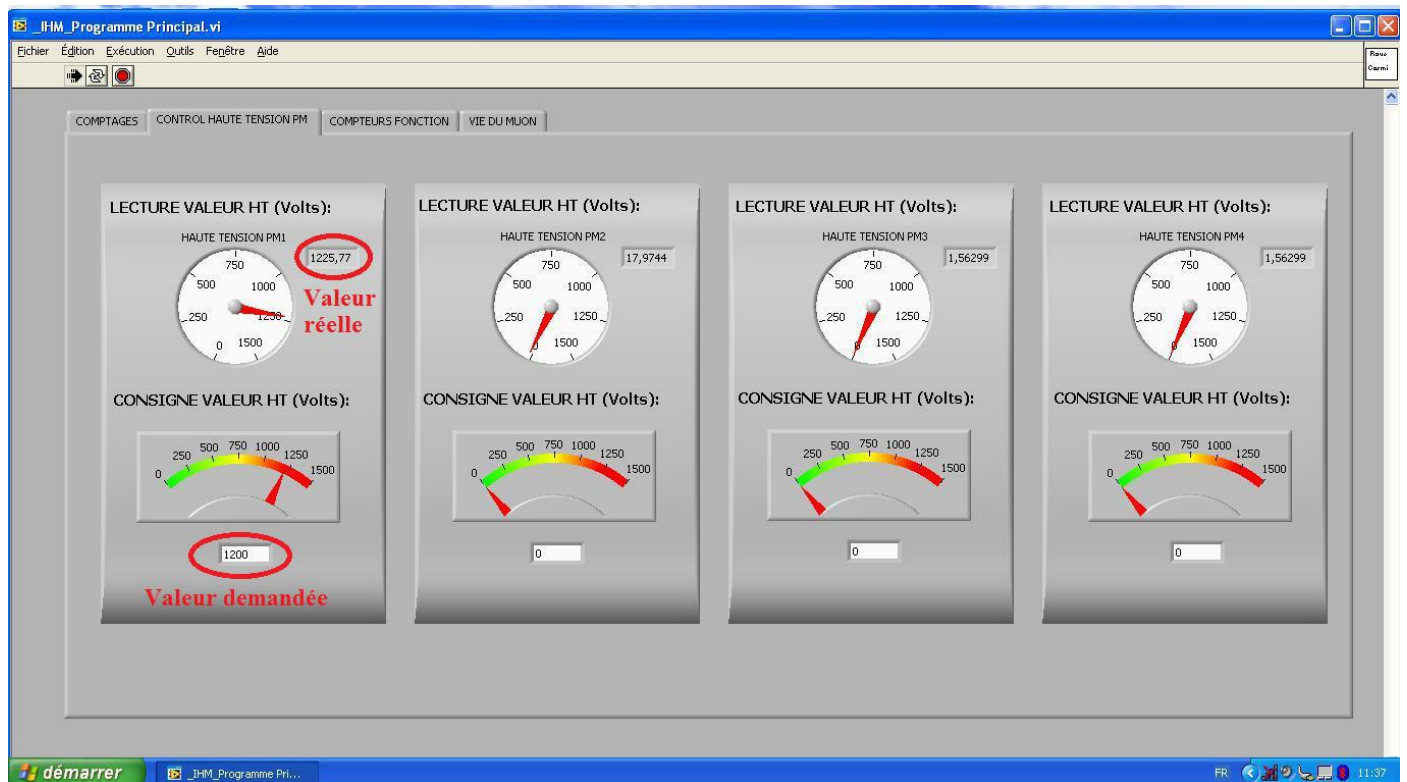 _IHM_Programme Principal.vi
Fichier Édition Exécution Outils Fenêtre Aide
COMPTAGES CONTROL HAUTE TENSION PM COMPTEURS FONCTION VIE DU MUON
LECTURE VALEUR HT (Volts):
HAUTE TENSION PM1
1225,77
Valeur
réelle
0 250 500 750 1000 1250 1500
CONSIGNE VALEUR HT (Volts):
0 250 500 750 1000 1250 1500
1200
Valeur demandée
LECTURE VALEUR HT (Volts):
HAUTE TENSION PM2
17,9744
0 250 500 750 1000 1250 1500
CONSIGNE VALEUR HT (Volts):
0 250 500 750 1000 1250 1500
0
LECTURE VALEUR HT (Volts):
HAUTE TENSION PM3
1,56299
0 250 500 750 1000 1250 1500
CONSIGNE VALEUR HT (Volts):
0 250 500 750 1000 1250 1500
0
LECTURE VALEUR HT (Volts):
HAUTE TENSION PM4
1,56299
0 250 500 750 1000 1250 1500
CONSIGNE VALEUR HT (Volts):
0 250 500 750 1000 1250 1500
0
démarrer
_IHM_Programme Pri...
FR
11:37